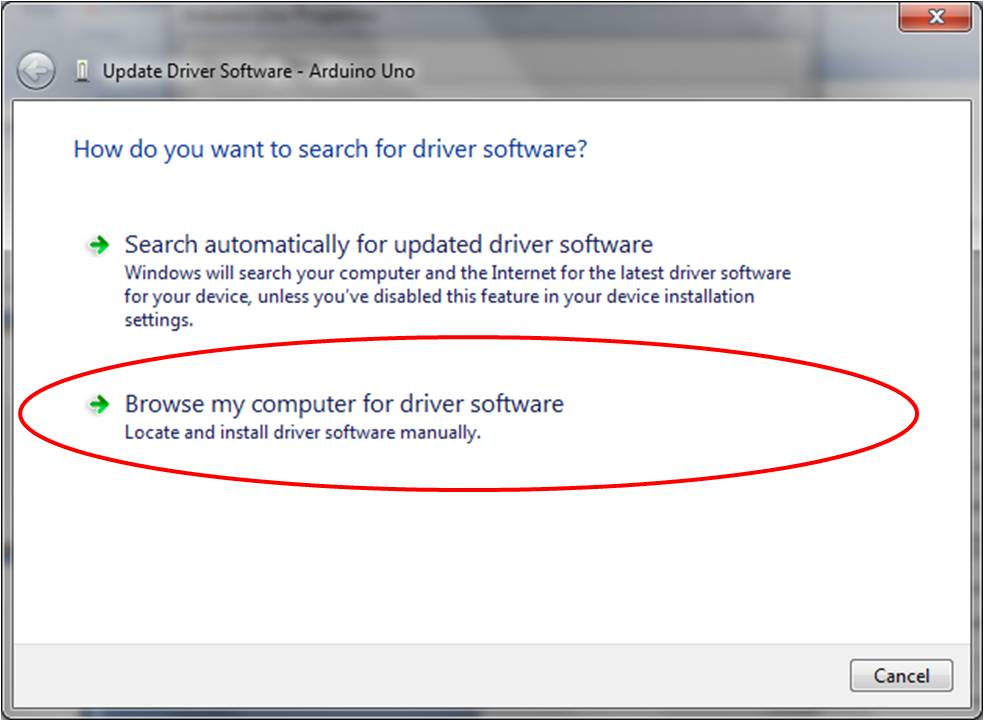 Update Driver Software - Arduino Uno
How do you want to search for driver software?
Search automatically for updated driver software
Windows will search your computer and the Internet for the latest driver software
for your device, unless you've disabled this feature in your device installation
settings.
Browse my computer for driver software
Locate and install driver software manually.
Cancel